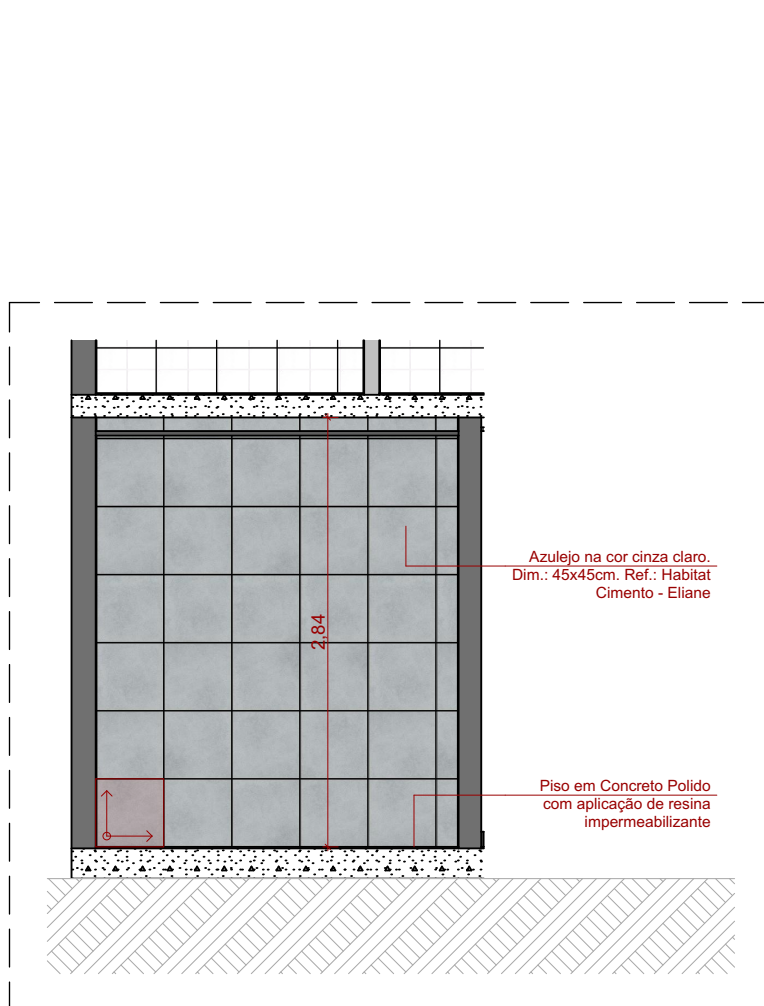 Azulejo na cor cinza claro.
Dim.: 45x45cm. Ref.: Habitat
Cimento - Eliane
2,84
Piso em Concreto Polido
com aplicação de resina
impermeabilizante